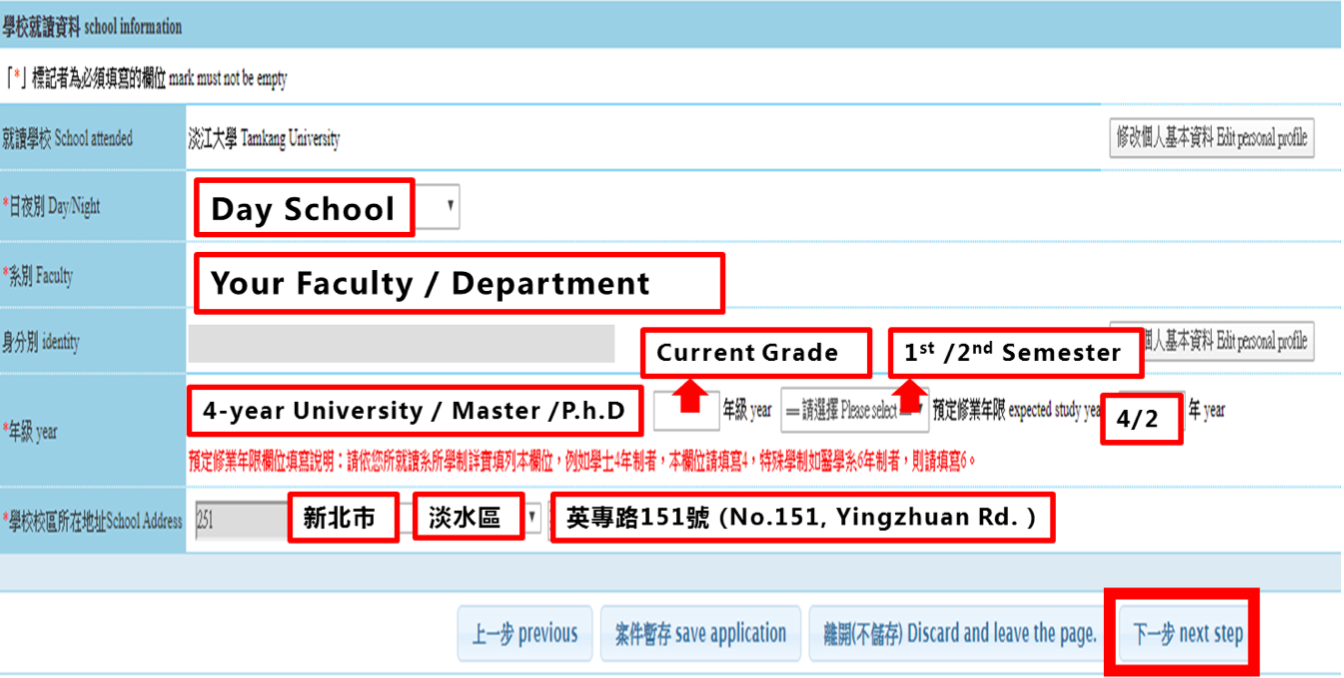 學校就讀資料 school information
「*」標記者為必須填寫的欄位 mark must not be empty
就讀學校 School attended 淡江大學 Tamkang University 修改個人基本資料 Edit personal profile
*日夜別 Day/Night Day School
*系別 Faculty Your Faculty / Department
身分別 identity Current Grade 1st /2nd Semester 個人基本資料 Edit personal profile
*年級 year 4-year University / Master /P.h.D 年級 year ═請選擇 Please select═ 預定修業年限 expected study yea 4/2 年 year
預定修業年限欄位填寫說明：請依您所就讀系所學制詳實填列本欄位，例如學士4年制者，本欄位請填寫4，特殊學制如醫學系6年制者，則請填寫6。
*學校校區所在地址School Address 251 新北市 淡水區 英專路151號 (No.151, Yingzhuan Rd. )
上一步 previous 案件暫存 save application 離開(不儲存) Discard and leave the page. 下一步 next step